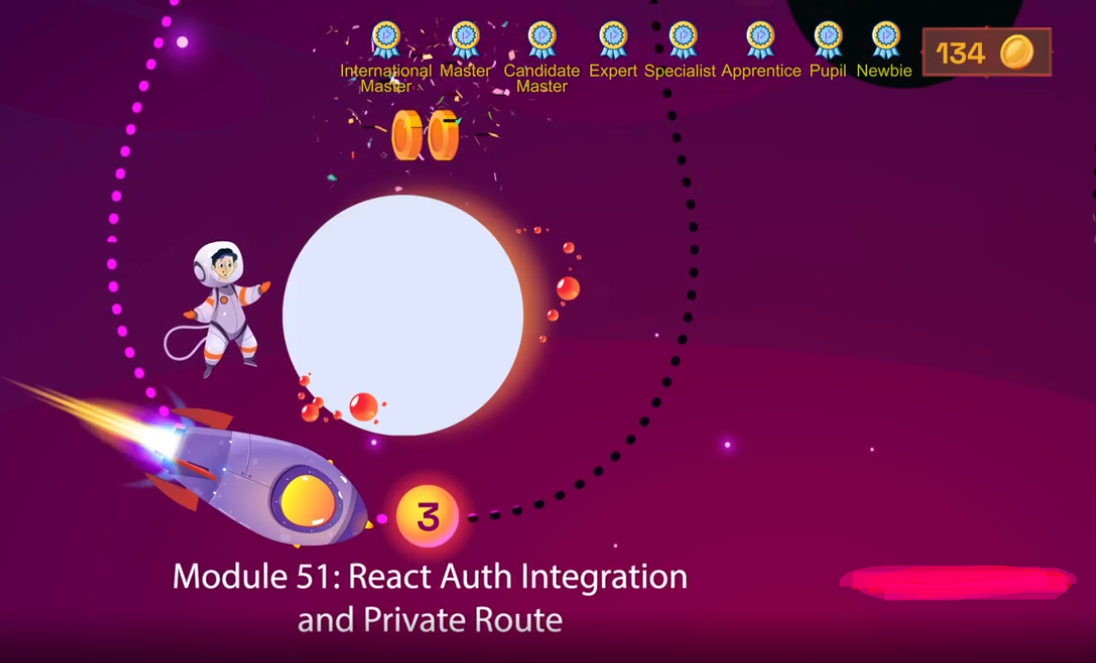 International Master
Master
Candidate Master
Expert
Specialist
Apprentice
Pupil
Newbie
134
3
Module 51: React Auth Integration
and Private Route